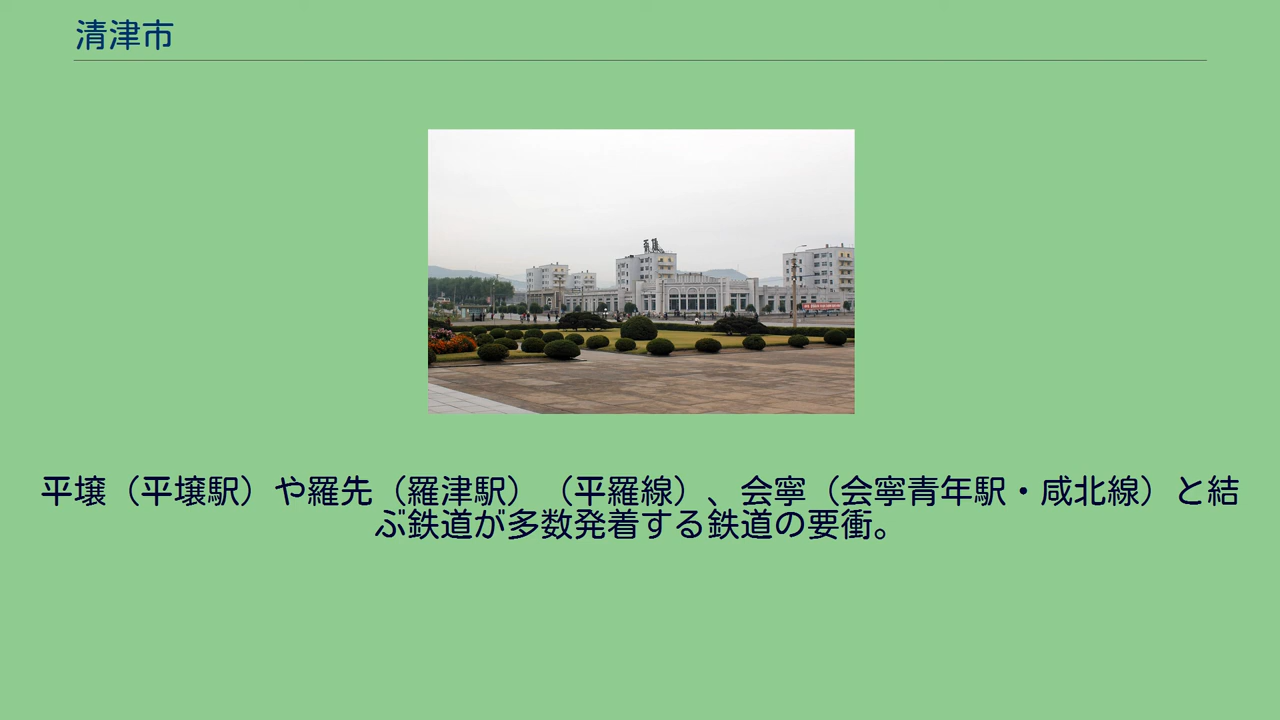 清津市
平壌（平壌駅）や羅先（羅津駅）（平羅線）、会寧（会寧青年駅・咸北線）と結
ぶ鉄道が多数発着する鉄道の要衝。